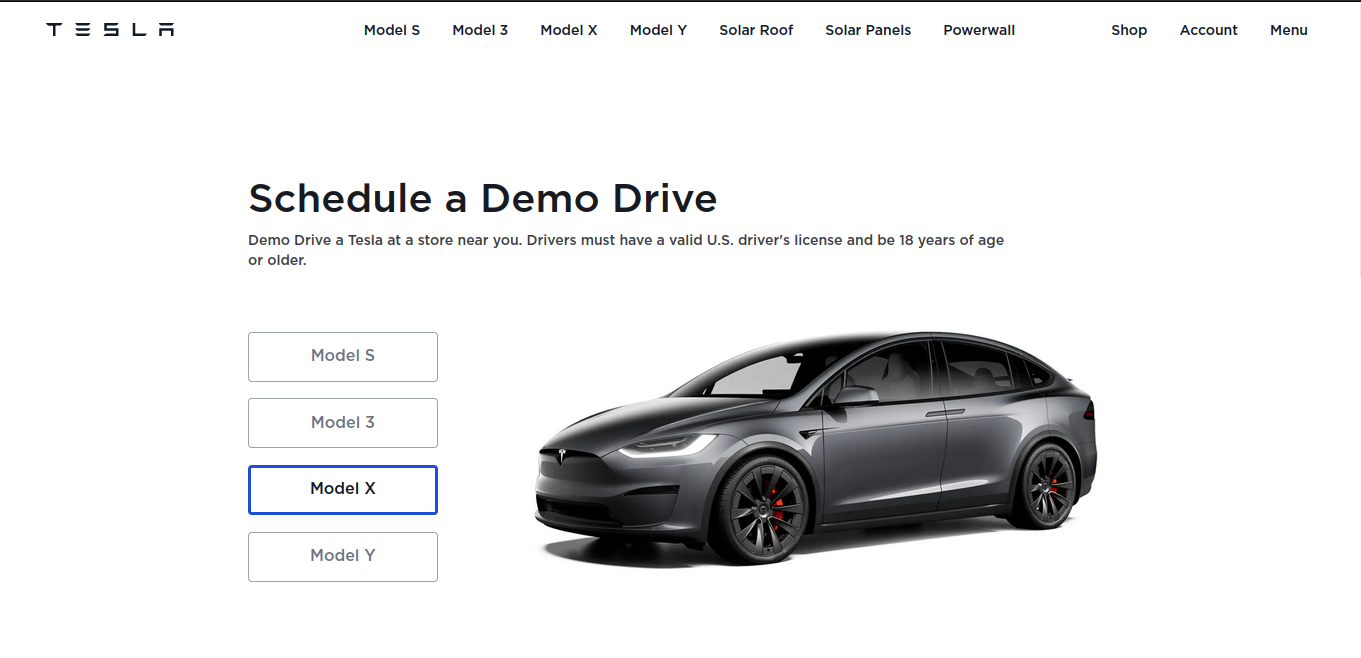 TESLA
Model S
Model 3
Model X
Model Y
Solar Roof
Solar Panels
Powerwall
Shop
Account
Menu
Schedule a Demo Drive
Demo Drive a Tesla at a store near you. Drivers must have a valid U.S. driver's license and be 18 years of age
or older.
Model S
Model 3
Model X
Model Y